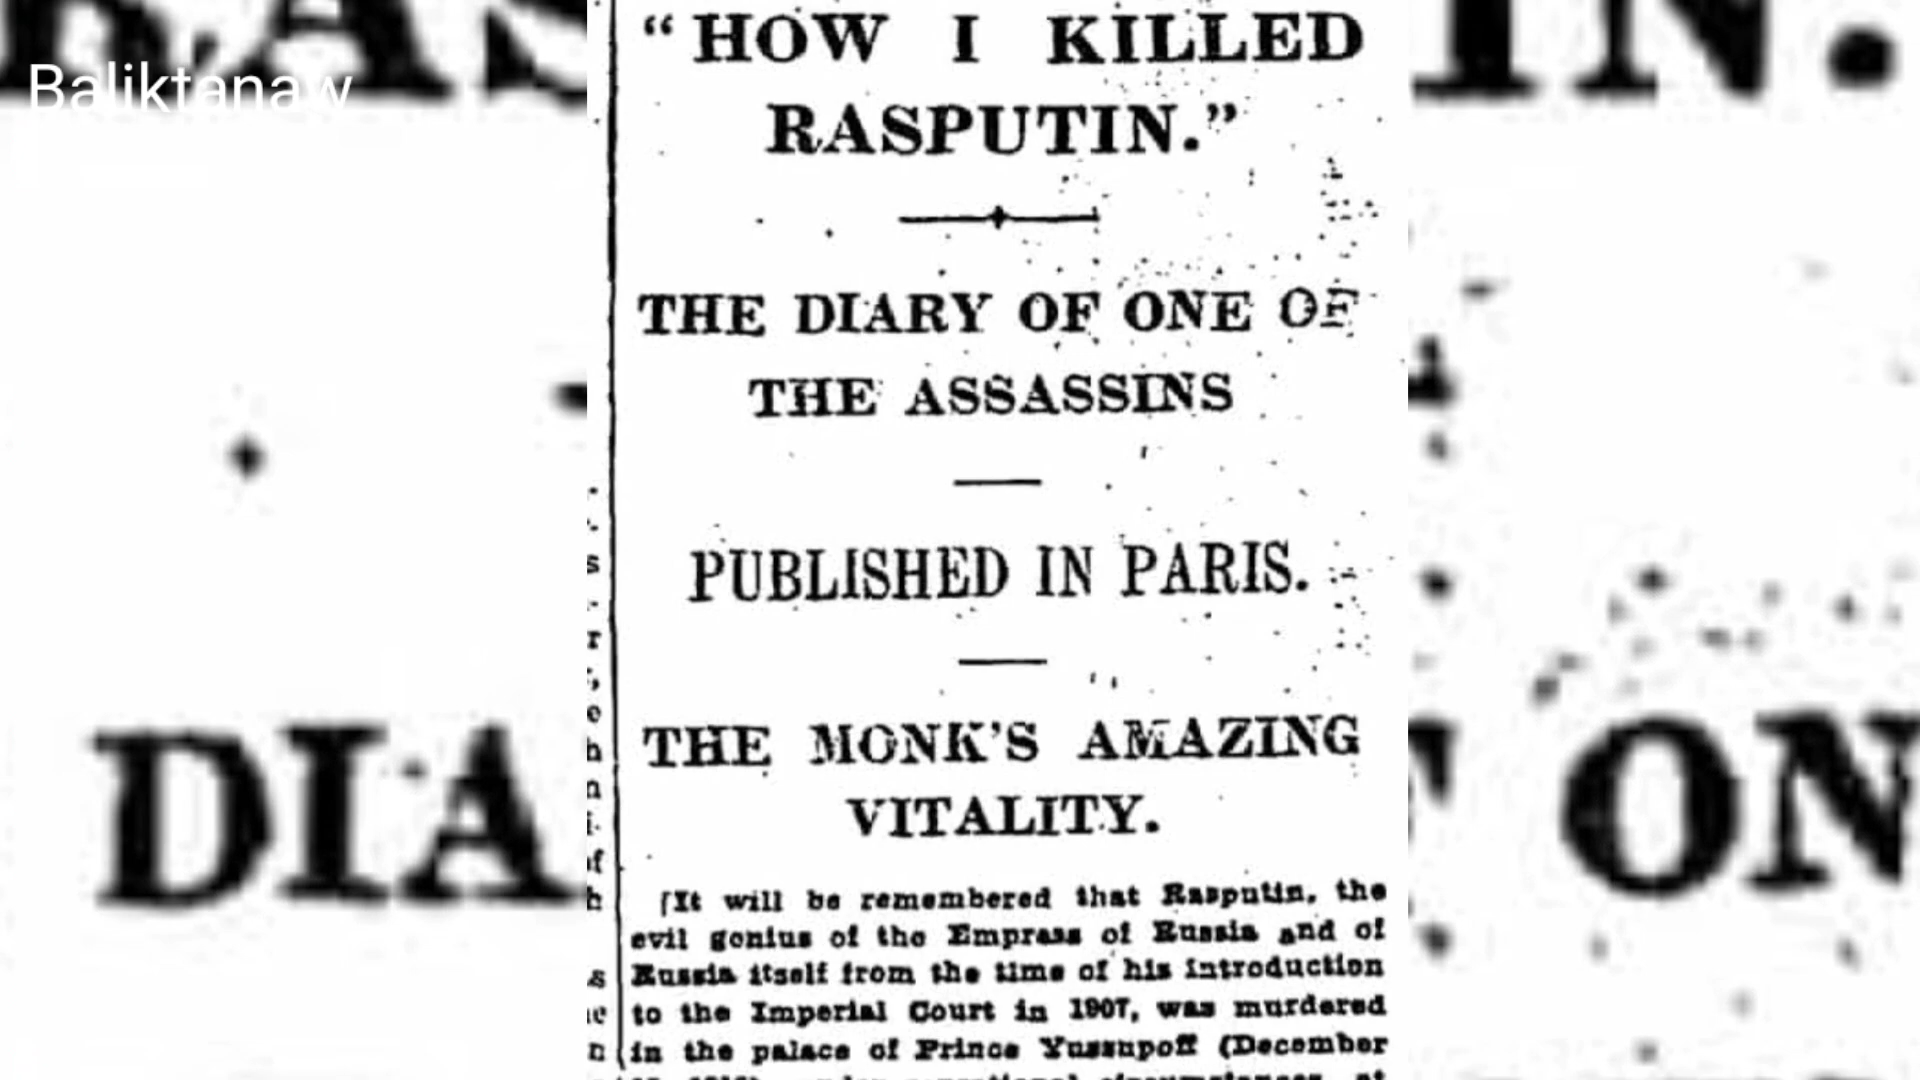 Baliktanaw
“HOW I KILLED
RASPUTIN.”
THE DIARY OF ONE OF
THE ASSASSINS
PUBLISHED IN PARIS.
THE MONK’S AMAZING
VITALITY.
[It will be remembered that Rasputin, the
evil genius of the Empress of Russia and of
Russia itself from the time of his introduction
to the Imperial Court in 1907, was murdered
in the palace of Prince Yussupoff (December